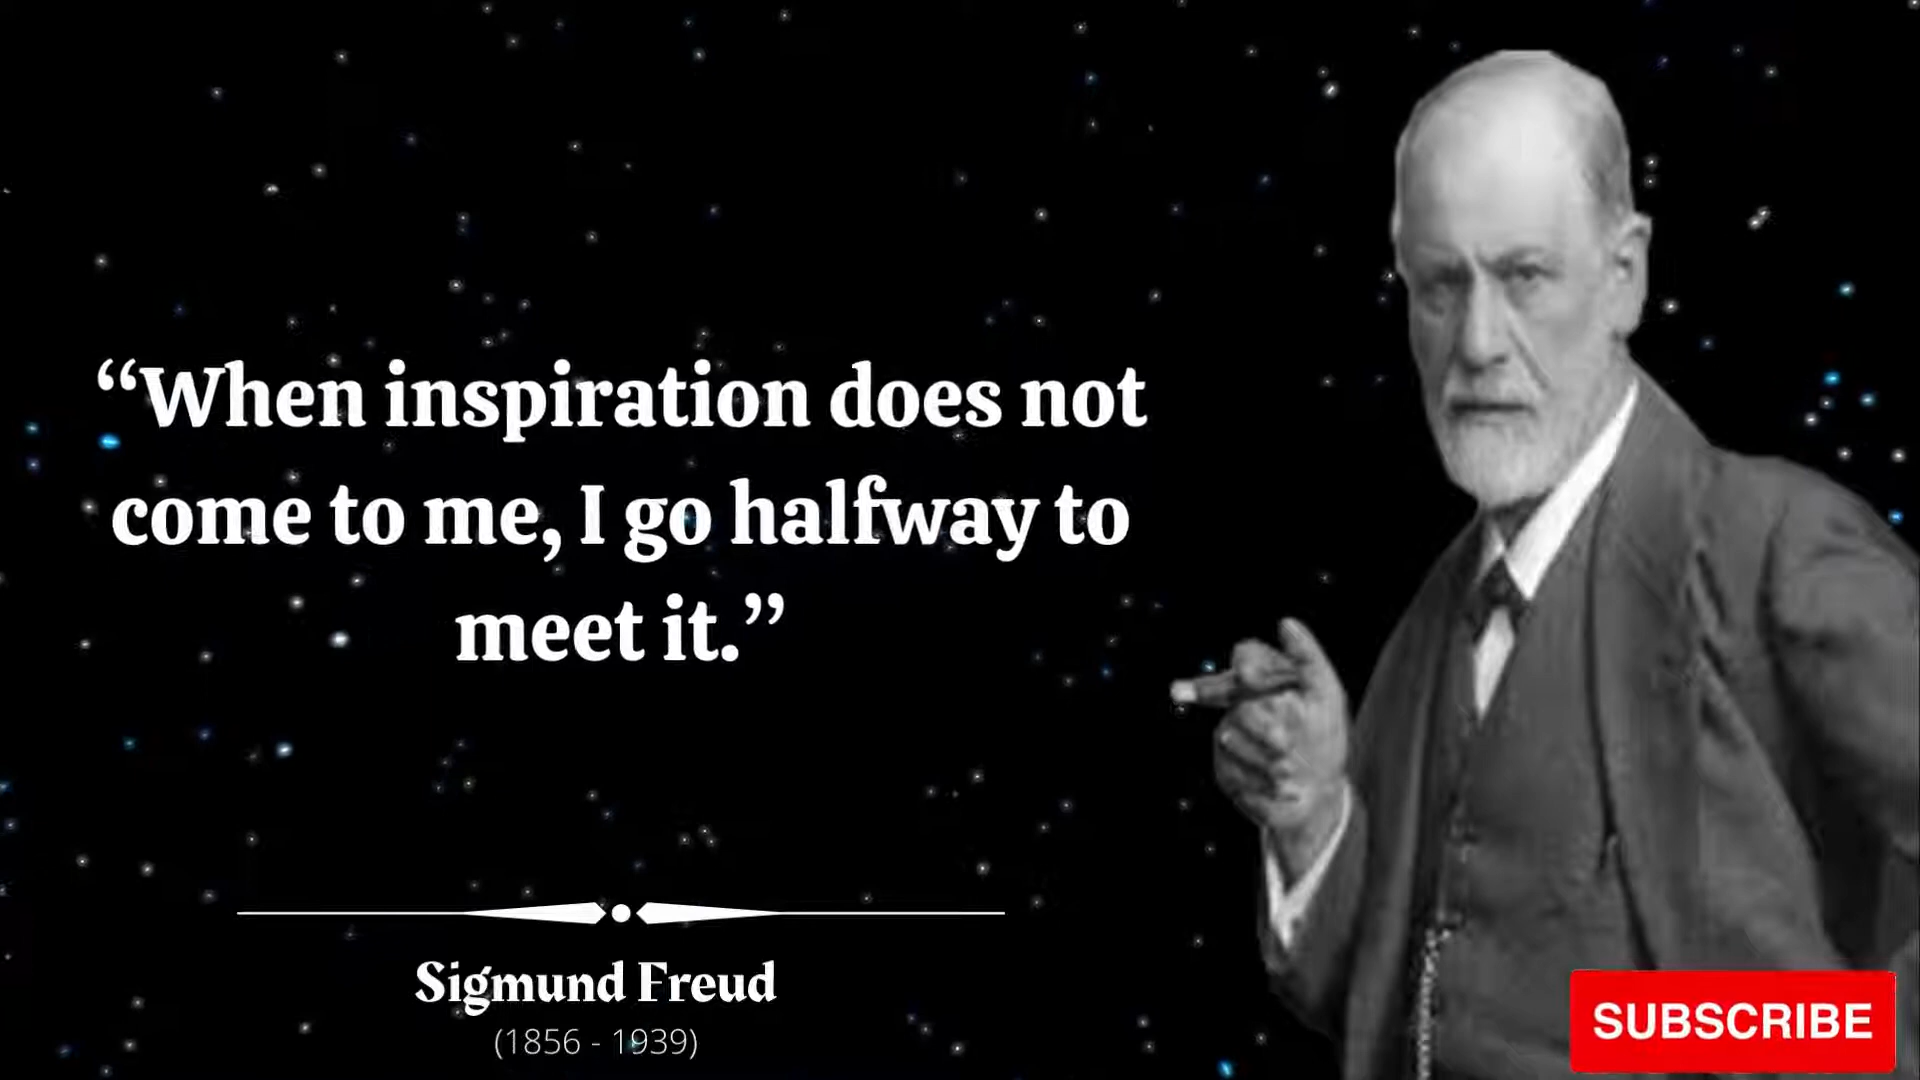 “When inspiration does not
come to me, I go halfway to
meet it.”
Sigmund Freud
(1856 - 1939)
SUBSCRIBE